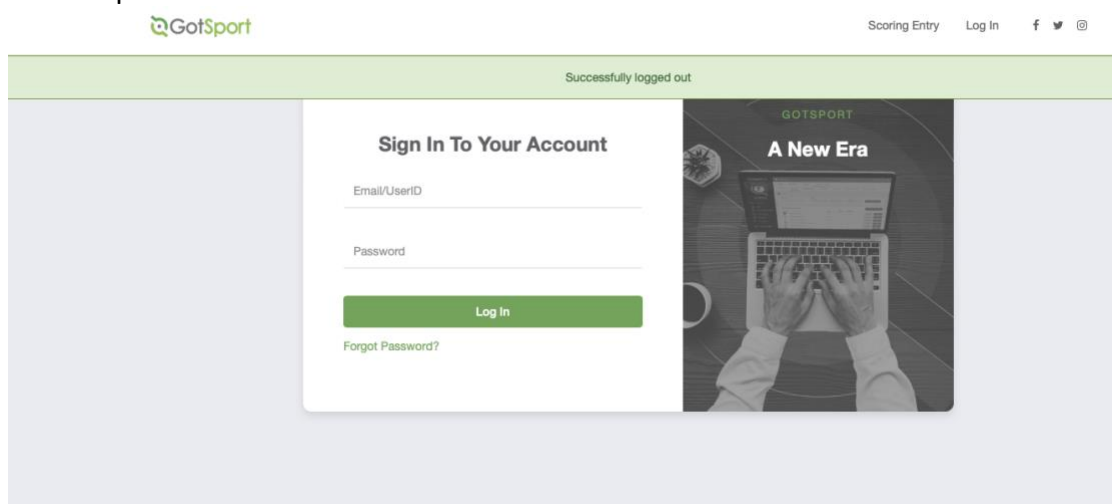 GotSport
Scoring Entry Log In
Successfully logged out
Sign In To Your Account
Email/UserID
Password
Log In
Forgot Password?
GOTSPORT
A New Era